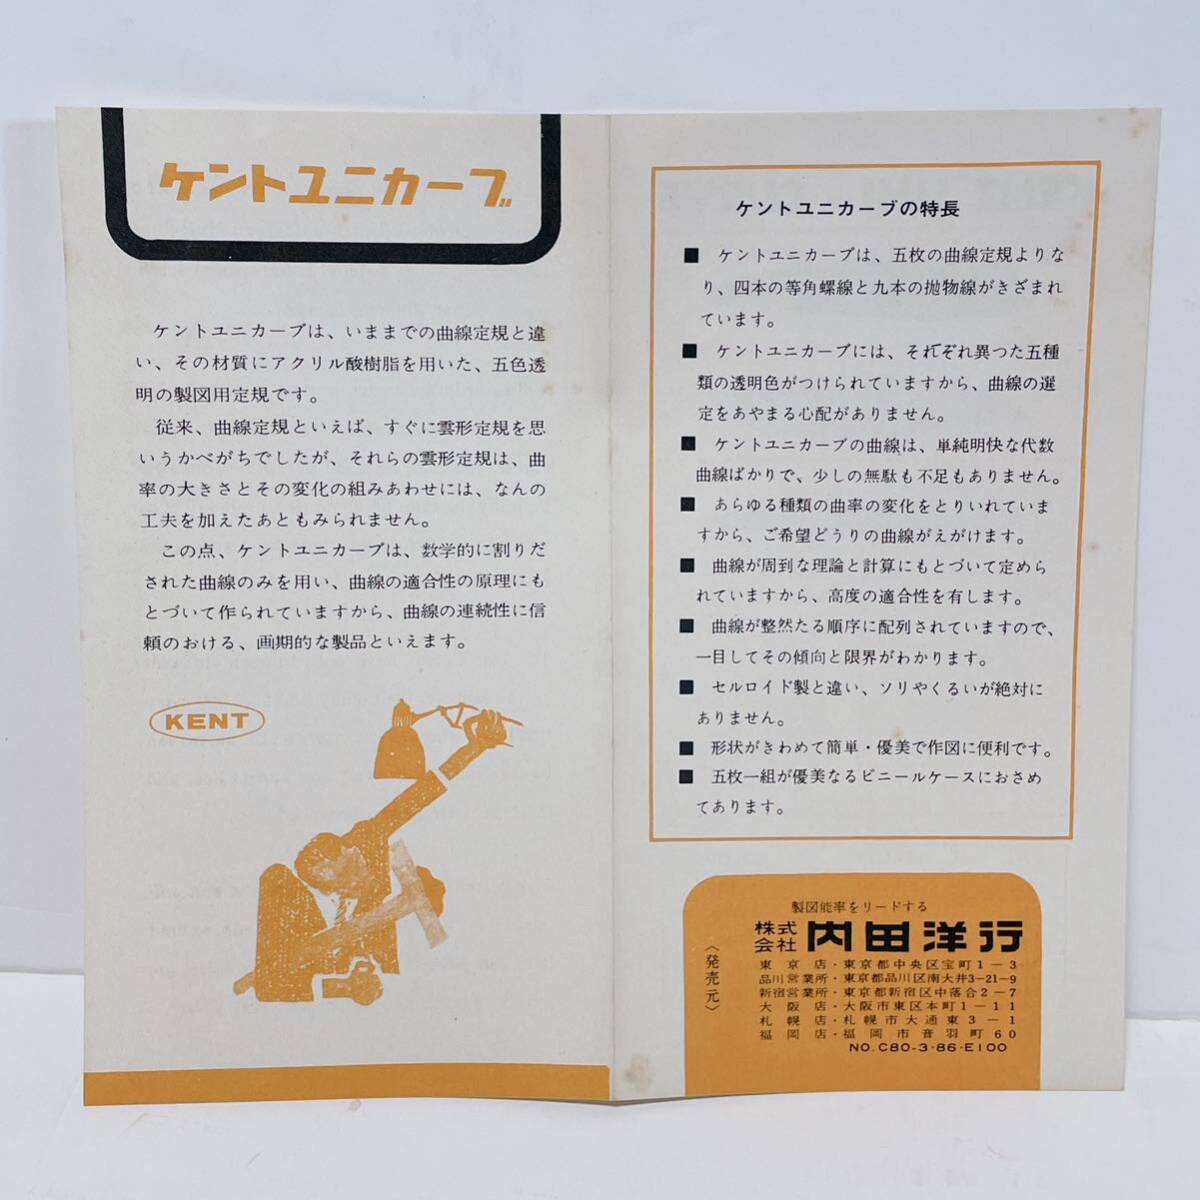 ケントユニカーブ
ケントユニカーブは、いままでの曲線定規と違
い、その材質にアクリル酸樹脂を用いた、五色透
明の製図用定規です。
従来、曲線定規といえば、すぐに雲形定規を思
いうかべがちでしたが、それらの雲形定規は、曲
率の大きさとその変化の組みあわせには、なんの
工夫を加えたあともみられません。
この点、ケントユニカーブは、数学的に割りだ
された曲線のみを用い、曲線の適合性の原理にも
とづいて作られていますから、曲線の連続性に信
頼のおける、画期的な製品といえます。
KENT
ケントユニカーブの特長
■ ケントユニカーブは、五枚の曲線定規よりな
り、四本の等角螺線と九本の抛物線がきざまれ
ています。
■ ケントユニカーブには、それぞれ異つた五種
類の透明色がつけられていますから、曲線の選
定をあやまる心配がありません。
■ ケントユニカーブの曲線は、単純明快な代数
曲線ばかりで、少しの無駄も不足もありません。
■ あらゆる種類の曲率の変化をとりいれていま
すから、ご希望どうりの曲線がえがけます。
■ 曲線が周到な理論と計算にもとづいて定めら
れていますから、高度の適合性を有します。
■ 曲線が整然たる順序に配列されていますので、
一目してその傾向と限界がわかります。
■ セルロイド製と違い、ソリやくるいが絶対に
ありません。
■ 形状がきわめて簡単・優美で作図に便利です。
■ 五枚一組が優美なるビニールケースにおさめ
てあります。
〈発売元〉
製図能率をリードする
株式会社 内田洋行
東京店・東京都中央区宝町1−3
品川営業所・東京都品川区南大井3−21−9
新宿営業所・東京都新宿区中落合2−7
大阪店・大阪市東区本町1−11
札幌店・札幌市大通東3−1
福岡店・福岡市音羽町60
NO.C80-3・86・E100